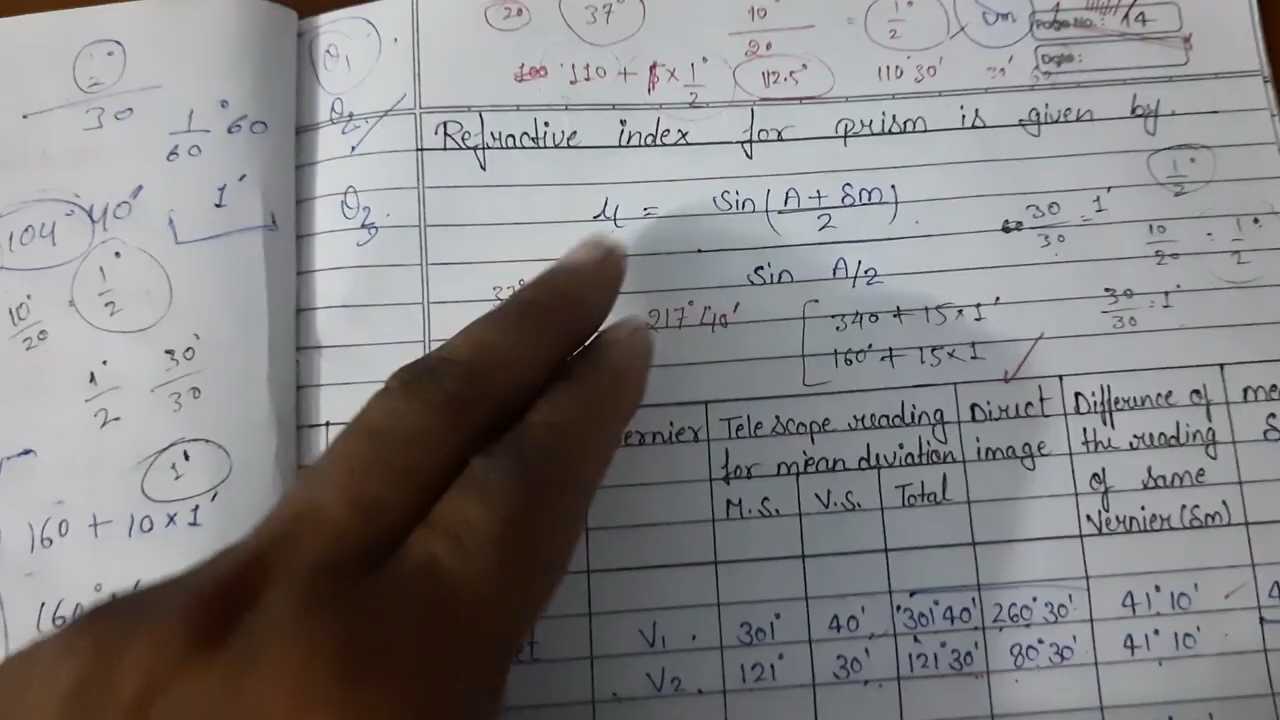 1°/2
30
1/60 ° 60
1'
104° 40'
10'/20
1°/2
1°/2 30'/30
1'
160 + 10 × 1'
θ1
θ2
θ3
20 37° 10°/20 = 1°/2
110 + × 1°/2 112.5° 110°30' 30'
14
Date:
Refractive index for prism is given by.
μ = sin(A + δm/2)
sin A/2
1°/2
30/30 = 1'
10/20 = 1°/2
30/30 = 1'
217° 40'
340 + 15 × 1'
160° + 15 × 1
ernier Telescope reading for mean deviation Direct image Difference of the reading of same Vernier (δm)
M.S. V.S. Total
V1 . 301° 40' 301°40' 260°30' 41°10'
V2 . 121° 30' 121°30' 80°30' 41°10'